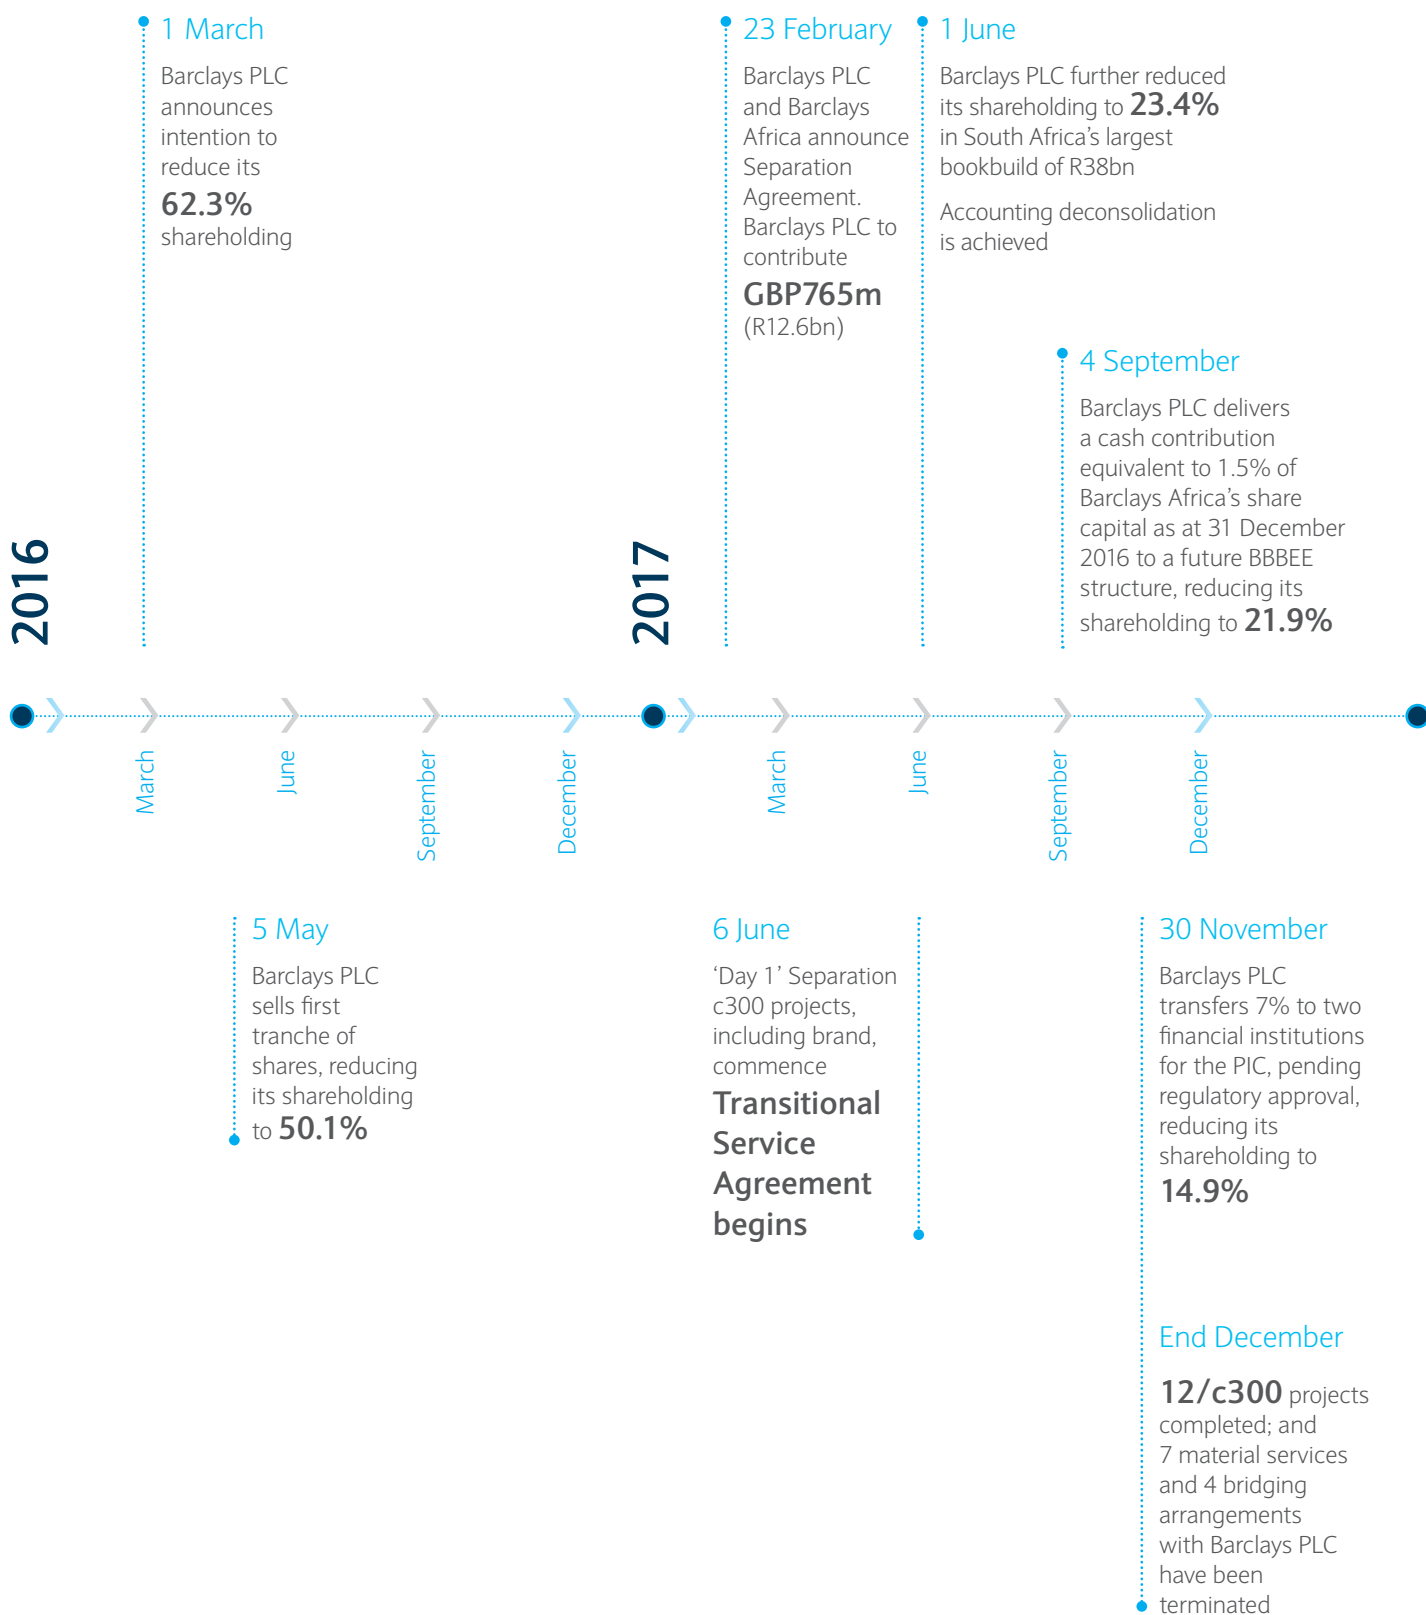 1 March
Barclays PLC
announces
intention to
reduce its
62.3%
shareholding
23 February
Barclays PLC
and Barclays
Africa announce
Separation
Agreement.
Barclays PLC to
contribute
GBP765m
(R12.6bn)
1 June
Barclays PLC further reduced
its shareholding to 23.4%
in South Africa’s largest
bookbuild of R38bn
Accounting deconsolidation
is achieved
4 September
Barclays PLC delivers
a cash contribution
equivalent to 1.5% of
Barclays Africa’s share
capital as at 31 December
2016 to a future BBBEE
structure, reducing its
shareholding to 21.9%
2016
2017
March
June
September
December
March
June
September
December
5 May
Barclays PLC
sells first
tranche of
shares, reducing
its shareholding
to 50.1%
6 June
‘Day 1’ Separation
c300 projects,
including brand,
commence
Transitional
Service
Agreement
begins
30 November
Barclays PLC
transfers 7% to two
financial institutions
for the PIC, pending
regulatory approval,
reducing its
shareholding to
14.9%
End December
12/c300 projects
completed; and
7 material services
and 4 bridging
arrangements
with Barclays PLC
have been
terminated